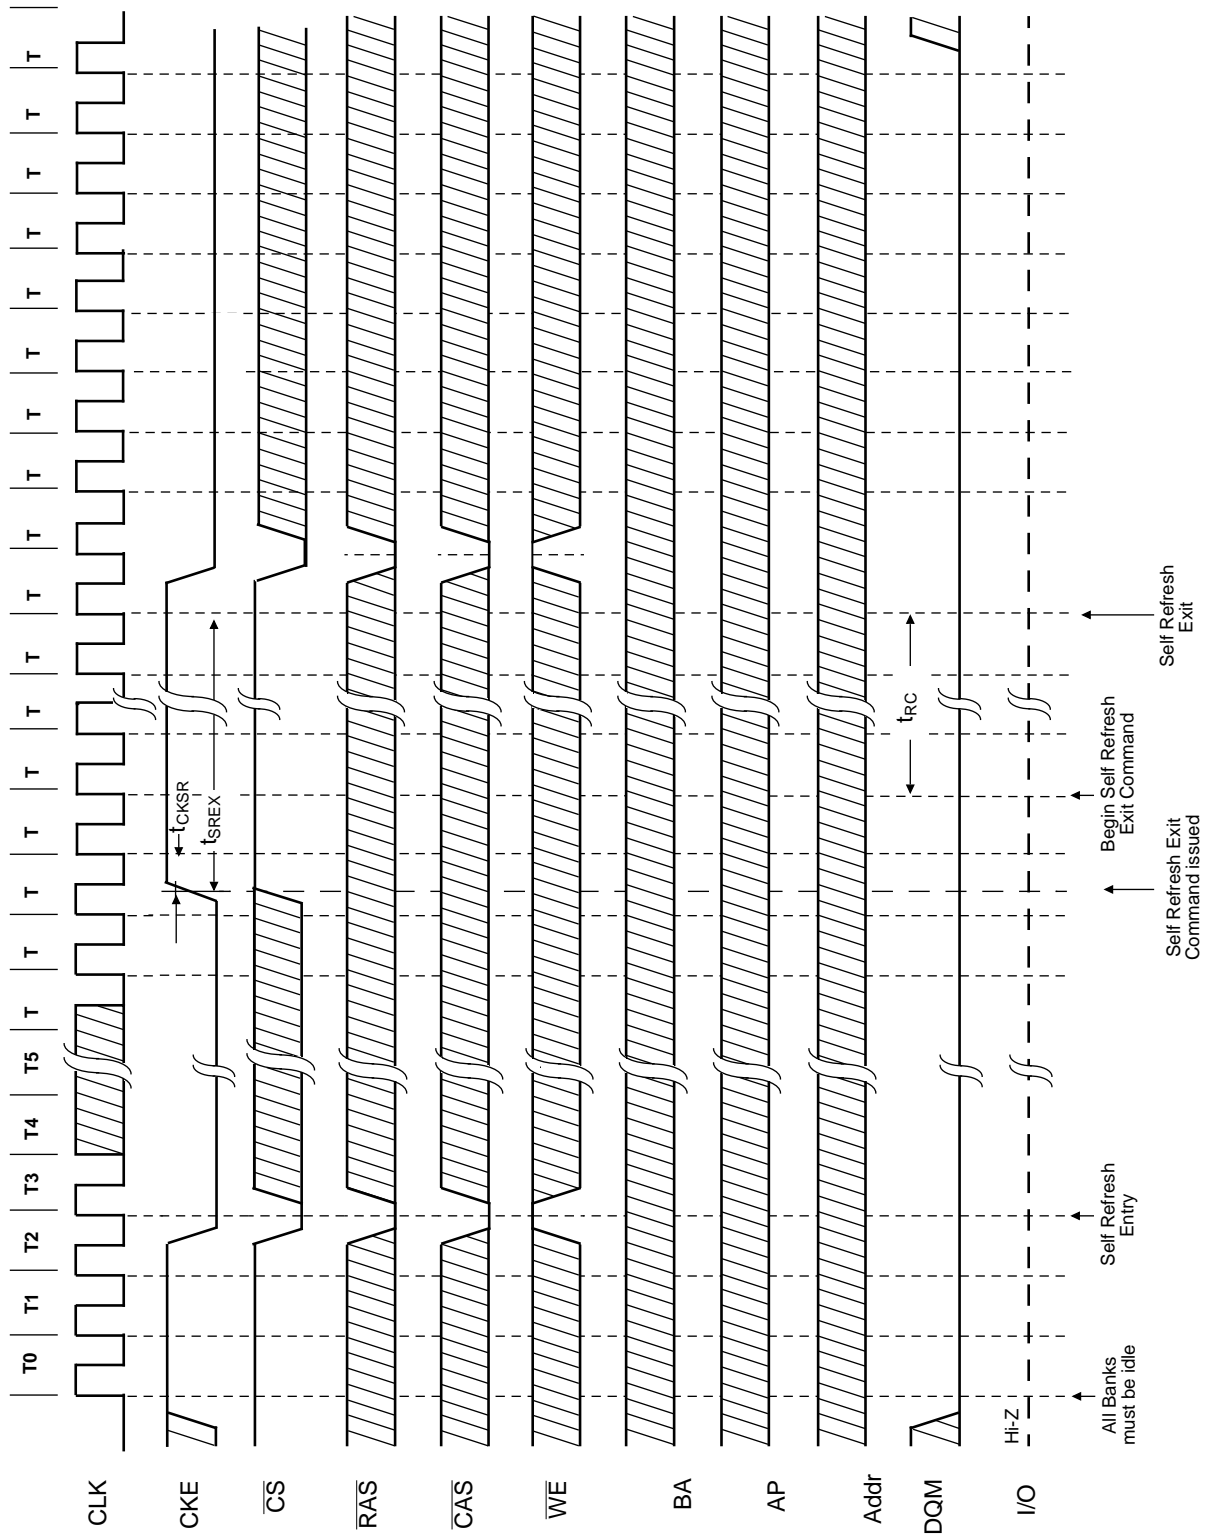 T0 T1 T2 T3 T4 T5 T T T T T T T T T T T T T T T T T
CLK
CKE
tCKSR
tSREX
CS
RAS
CAS
WE
BA
AP
Addr
DQM
tRC
I/O
Hi-Z
All Banks
must be idle
Self Refresh
Entry
Self Refresh Exit
Command issued
Begin Self Refresh
Exit Command
Self Refresh
Exit